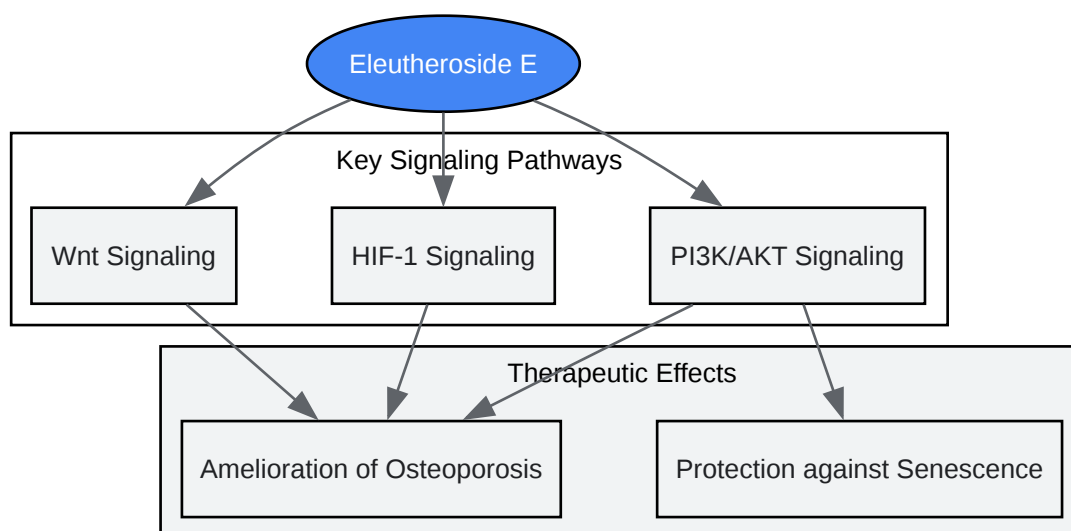 Eleutheroside E
Key Signaling Pathways
Wnt Signaling
HIF-1 Signaling
PI3K/AKT Signaling
Therapeutic Effects
Amelioration of Osteoporosis
Protection against Senescence